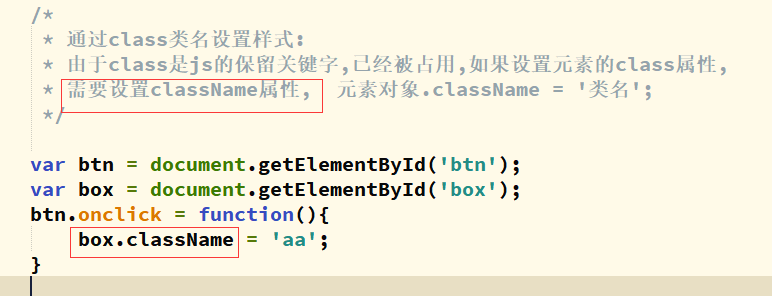 /*
* 通过class类名设置样式:
* 由于class是js的保留关键字,已经被占用,如果设置元素的class属性,
* 需要设置className属性, 元素对象.className = '类名';
*/
var btn = document.getElementById('btn');
var box = document.getElementById('box');
btn.onclick = function(){
box.className = 'aa';
}